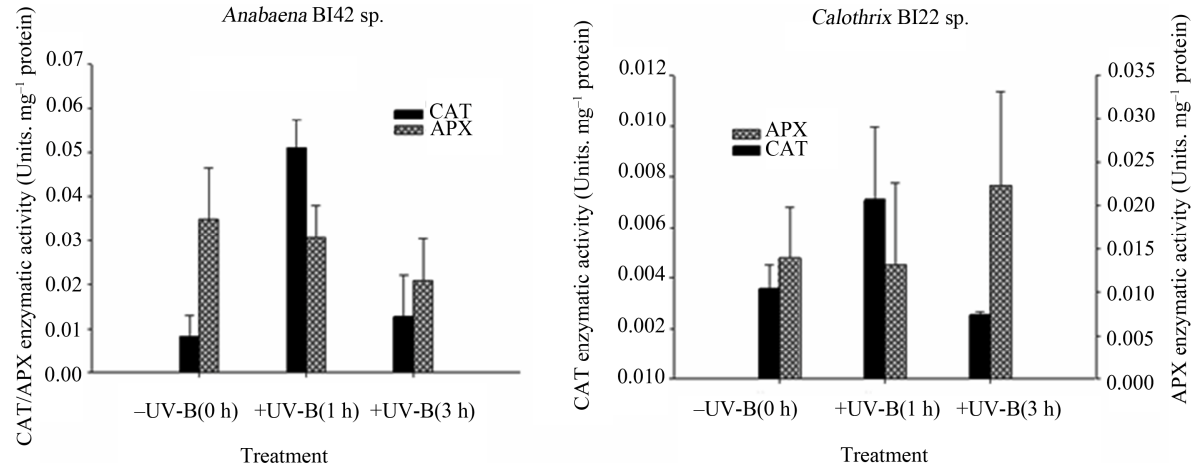 Anabaena BI42 sp.
CAT/APX enzymatic activity (Units. mg⁻¹ protein)
0.07
0.06
0.05
0.04
0.03
0.02
0.01
0.00
CAT
APX
–UV-B(0 h) +UV-B(1 h) +UV-B(3 h)
Treatment
Calothrix BI22 sp.
CAT enzymatic activity (Units. mg⁻¹ protein)
0.012
0.010
0.008
0.006
0.004
0.002
0.010
APX
CAT
0.035
0.030
0.025
0.020
0.015
0.010
0.005
0.000
APX enzymatic activity (Units. mg⁻¹ protein)
–UV-B(0 h) +UV-B(1 h) +UV-B(3 h)
Treatment